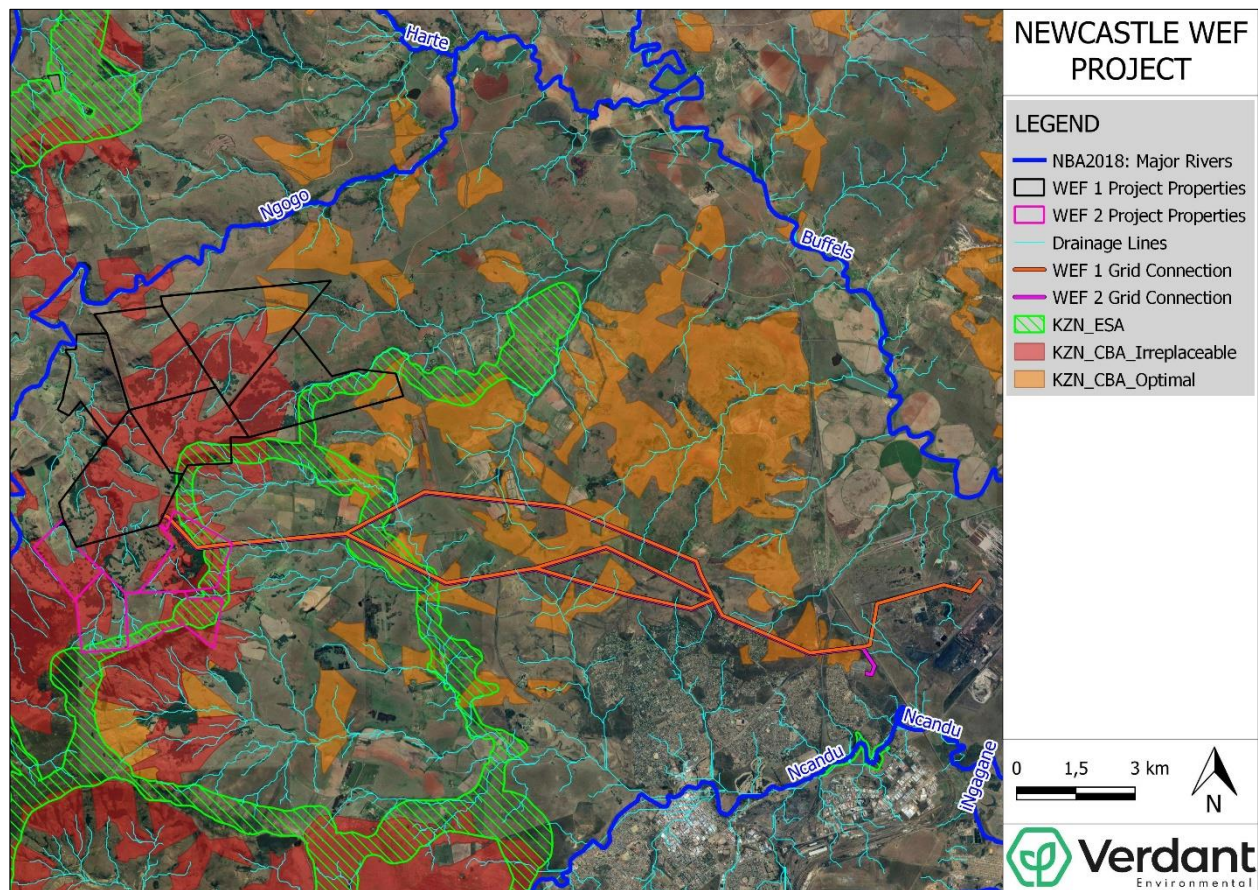 Harte
Ngogo
Buffels
Ncandu
Ncandu
iNgagane
NEWCASTLE WEF
PROJECT
LEGEND
NBA2018: Major Rivers
WEF 1 Project Properties
WEF 2 Project Properties
Drainage Lines
WEF 1 Grid Connection
WEF 2 Grid Connection
KZN_ESA
KZN_CBA_Irreplaceable
KZN_CBA_Optimal
0 1,5 3 km
N
Verdant
Environmental